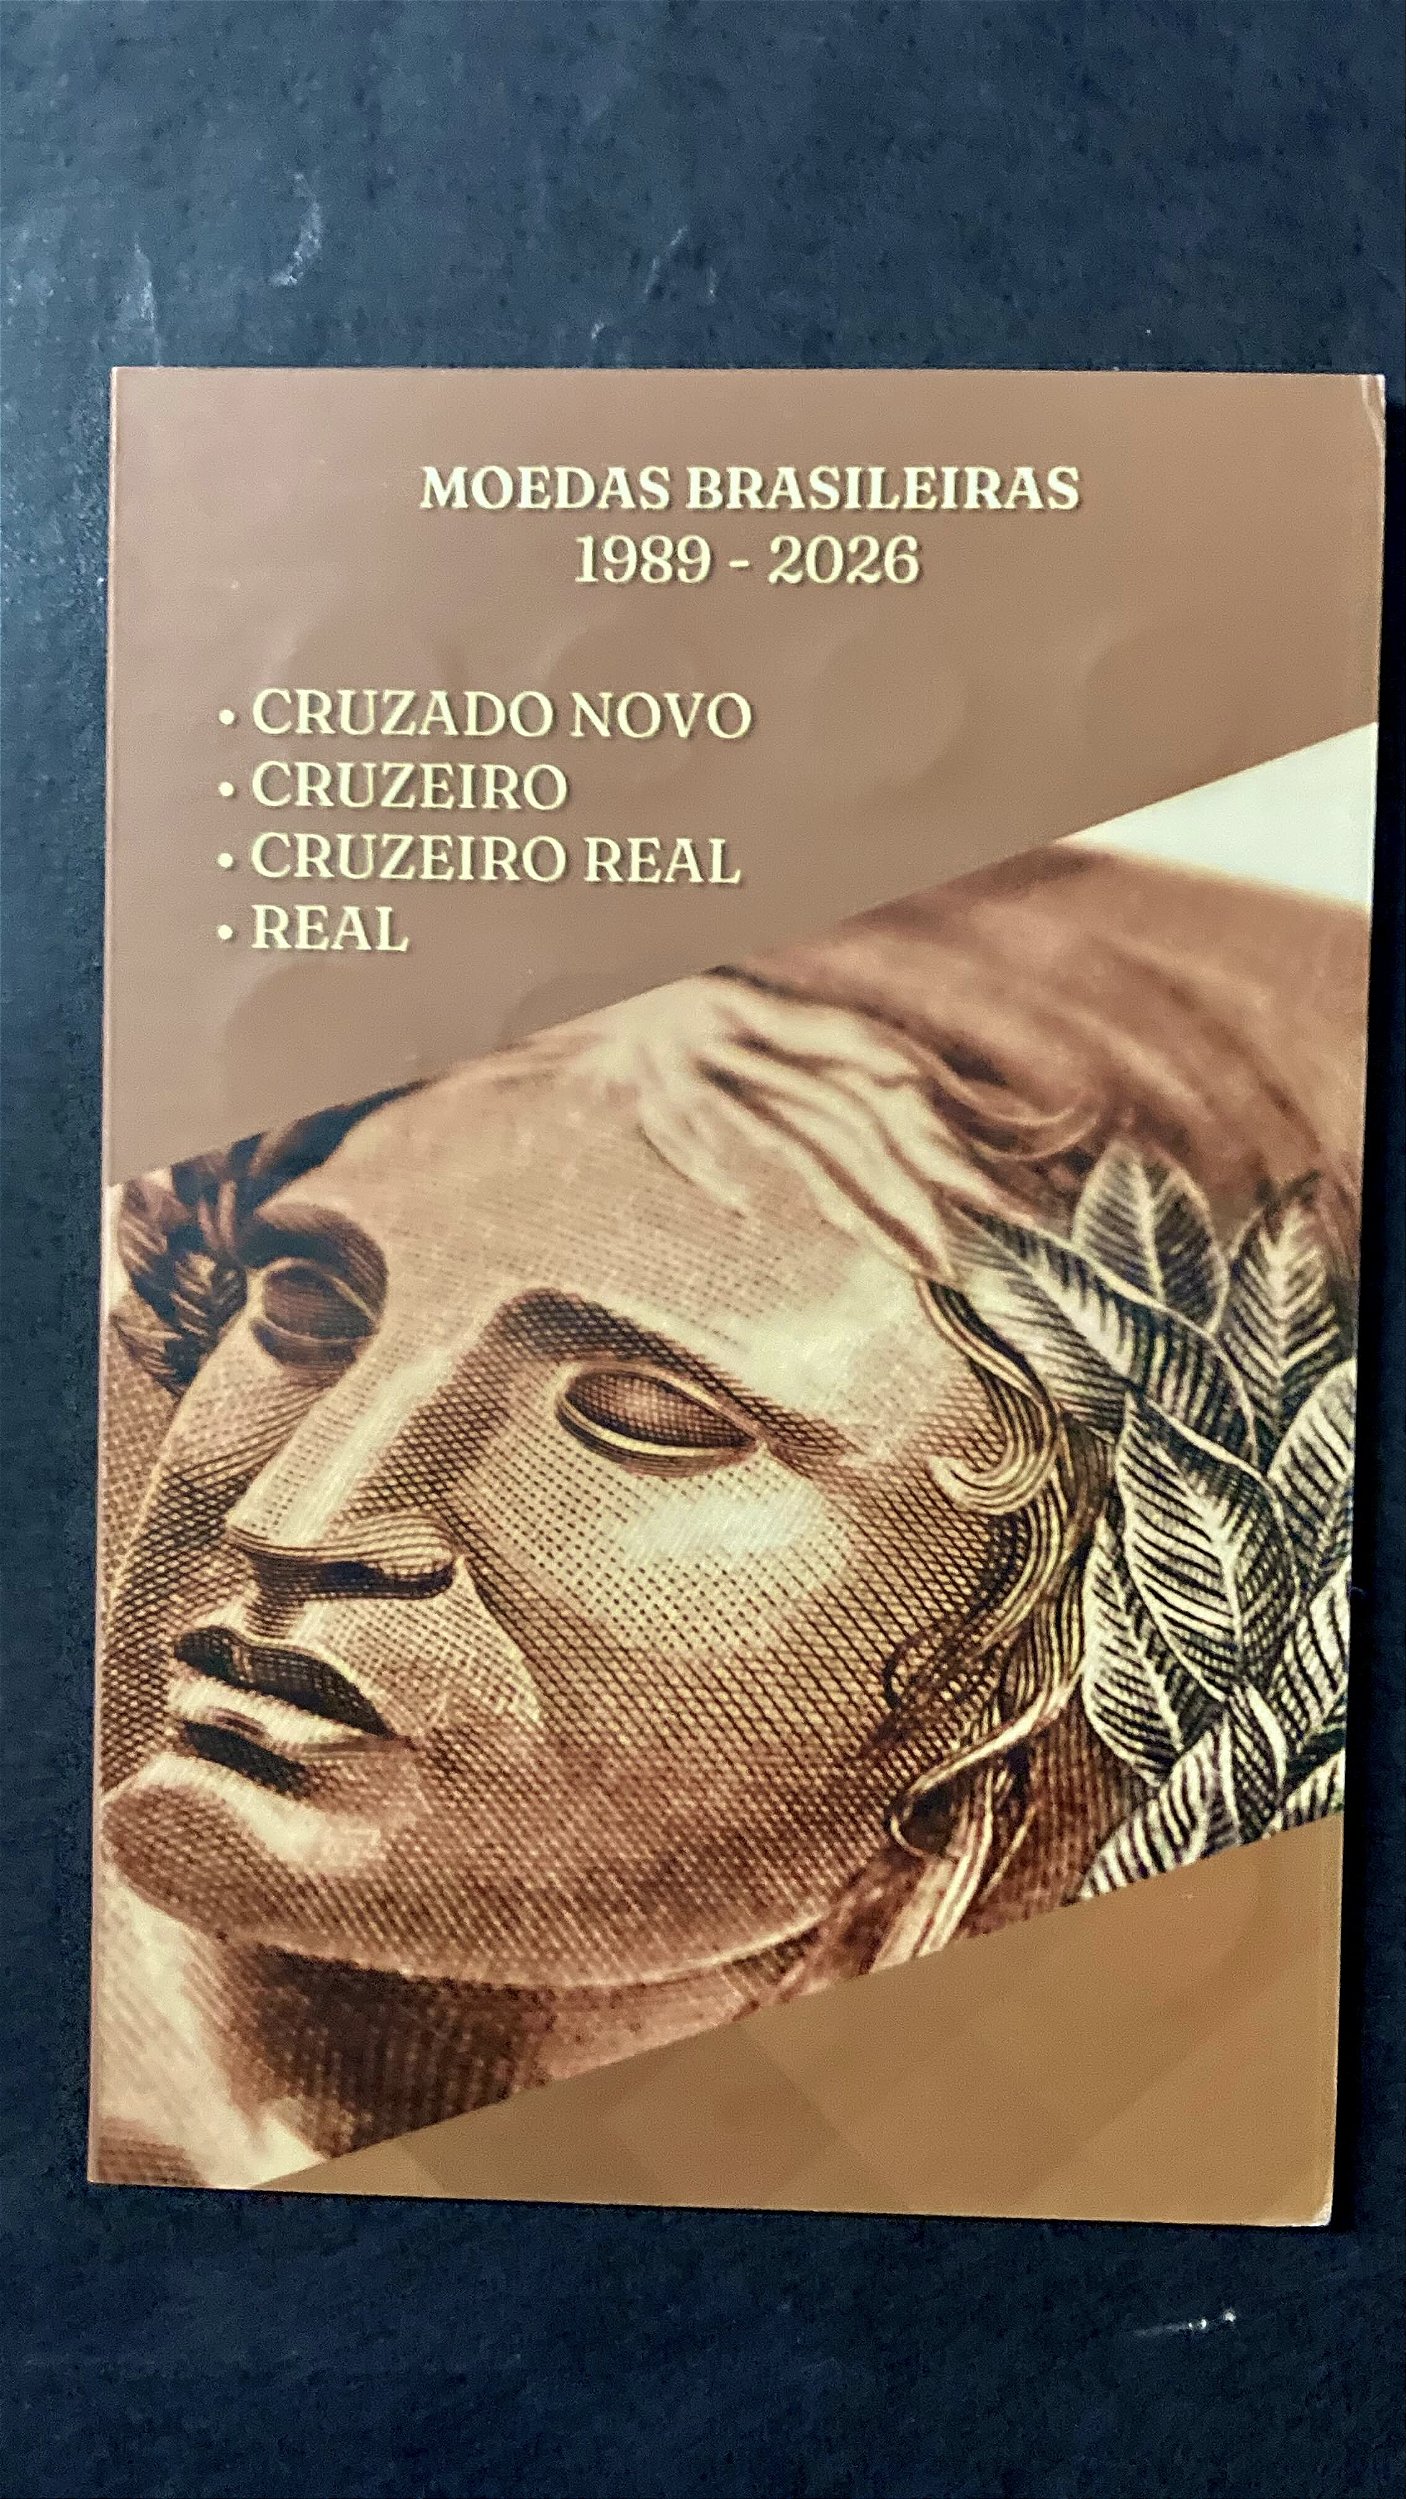 MOEDAS BRASILEIRAS
1989 - 2026
• CRUZADO NOVO
• CRUZEIRO
• CRUZEIRO REAL
• REAL